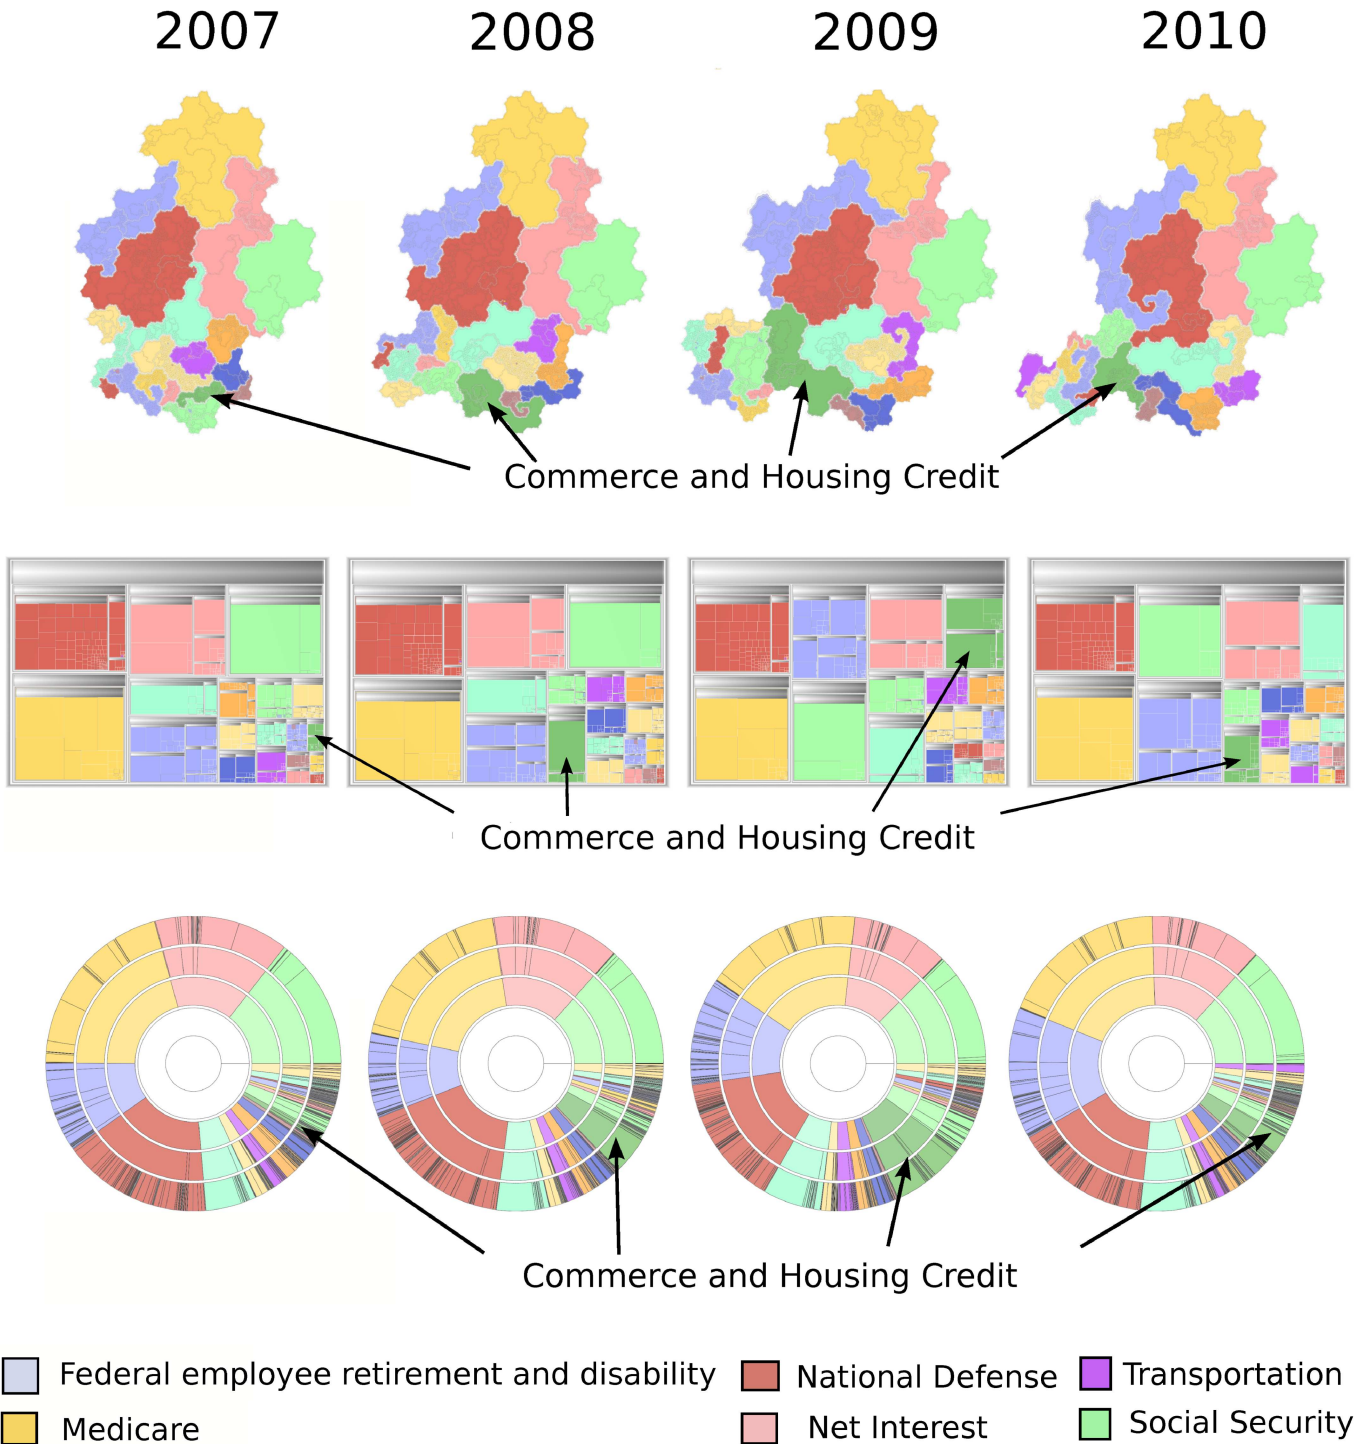 2007 2008 2009 2010
Commerce and Housing Credit
Commerce and Housing Credit
Commerce and Housing Credit
Federal employee retirement and disability National Defense Transportation
Medicare Net Interest Social Security